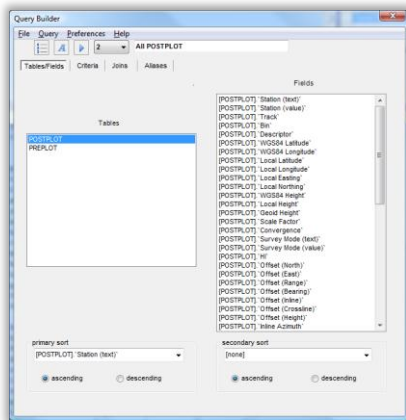 Query Builder
File Query Preferences Help
A 2 All POSTPLOT
Tables/Fields Criteria Joins Aliases
Fields
Tables
POSTPLOT
PREPLOT
[POSTPLOT].`Station (text)`
[POSTPLOT].`Station (value)`
[POSTPLOT].`Track`
[POSTPLOT].`Bin`
[POSTPLOT].`Descriptor`
[POSTPLOT].`WGS84 Latitude`
[POSTPLOT].`WGS84 Longitude`
[POSTPLOT].`Local Latitude`
[POSTPLOT].`Local Longitude`
[POSTPLOT].`Local Easting`
[POSTPLOT].`Local Northing`
[POSTPLOT].`WGS84 Height`
[POSTPLOT].`Local Height`
[POSTPLOT].`Geoid Height`
[POSTPLOT].`Scale Factor`
[POSTPLOT].`Convergence`
[POSTPLOT].`Survey Mode (text)`
[POSTPLOT].`Survey Mode (value)`
[POSTPLOT].`HI`
[POSTPLOT].`Offset (North)`
[POSTPLOT].`Offset (East)`
[POSTPLOT].`Offset (Range)`
[POSTPLOT].`Offset (Bearing)`
[POSTPLOT].`Offset (Inline)`
[POSTPLOT].`Offset (Crossline)`
[POSTPLOT].`Offset (Height)`
[POSTPLOT].`Inline Azimuth`
primary sort
[POSTPLOT].`Station (text)`
ascending descending
secondary sort
[none]
ascending descending